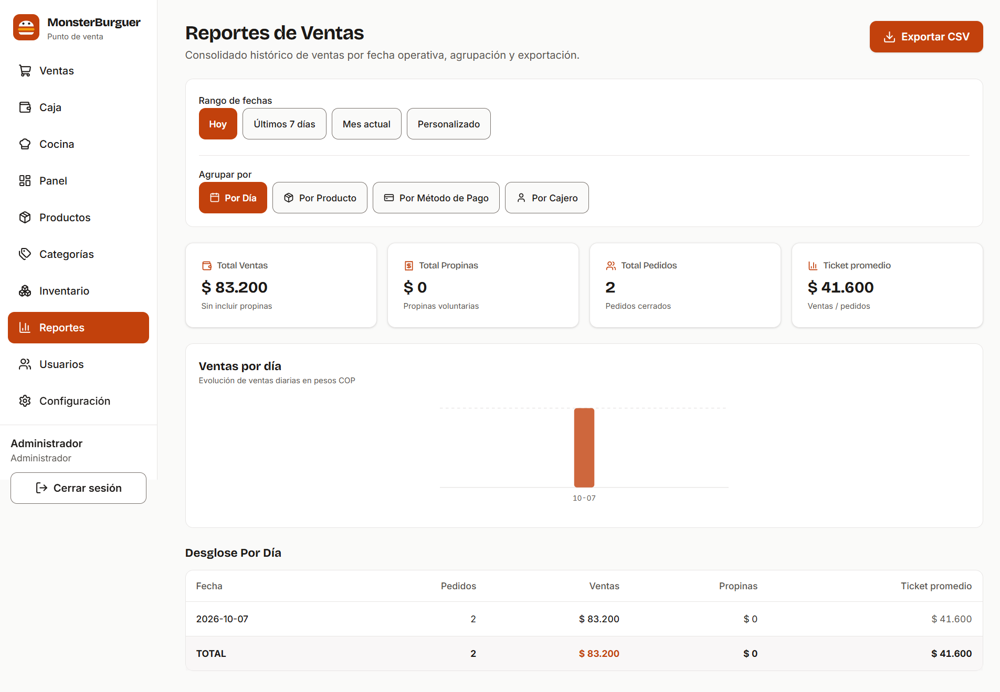 MonsterBurguer
Punto de venta
Ventas
Caja
Cocina
Panel
Productos
Categorías
Inventario
Reportes
Usuarios
Configuración
Administrador
Administrador
Cerrar sesión
Reportes de Ventas
Consolidado histórico de ventas por fecha operativa, agrupación y exportación.
Exportar CSV
Rango de fechas
Hoy Últimos 7 días Mes actual Personalizado
Agrupar por
Por Día Por Producto Por Método de Pago Por Cajero
Total Ventas
$ 83.200
Sin incluir propinas
Total Propinas
$ 0
Propinas voluntarias
Total Pedidos
2
Pedidos cerrados
Ticket promedio
$ 41.600
Ventas / pedidos
Ventas por día
Evolución de ventas diarias en pesos COP
10-07
Desglose Por Día
Fecha Pedidos Ventas Propinas Ticket promedio
2026-10-07 2 $ 83.200 $ 0 $ 41.600
TOTAL 2 $ 83.200 $ 0 $ 41.600